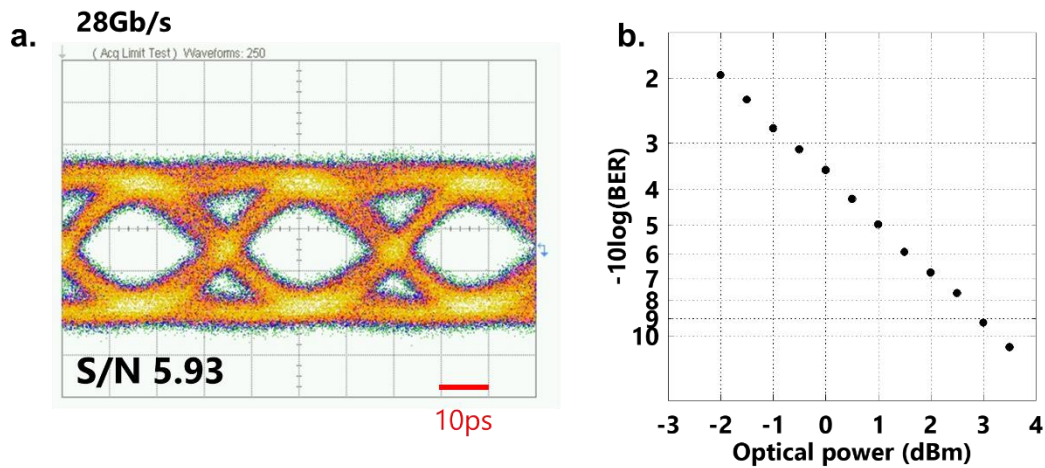 a.
28Gb/s
( Acq Limit Test ) Waveforms: 250
S/N 5.93
10ps
b.
-10log(BER)
2
3
4
5
6
7
8
9
10
-3 -2 -1 0 1 2 3 4
Optical power (dBm)